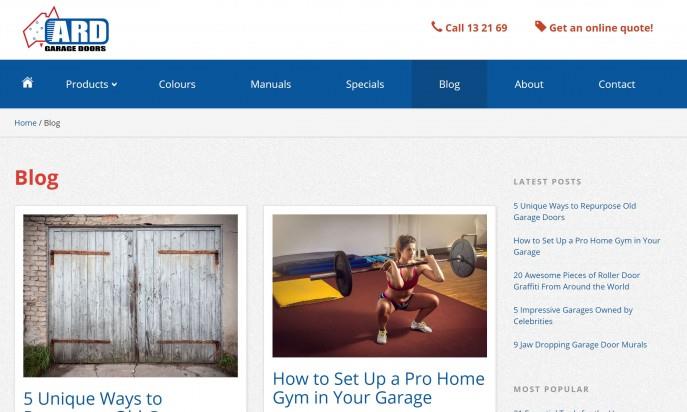 ARD
GARAGE DOORS
Call 13 21 69
Get an online quote!
Products
Colours
Manuals
Specials
Blog
About
Contact
Home / Blog
Blog
5 Unique Ways to
How to Set Up a Pro Home
Gym in Your Garage
LATEST POSTS
5 Unique Ways to Repurpose Old
Garage Doors
How to Set Up a Pro Home Gym in Your
Garage
20 Awesome Pieces of Roller Door
Graffiti From Around the World
5 Impressive Garages Owned by
Celebrities
9 Jaw Dropping Garage Door Murals
MOST POPULAR